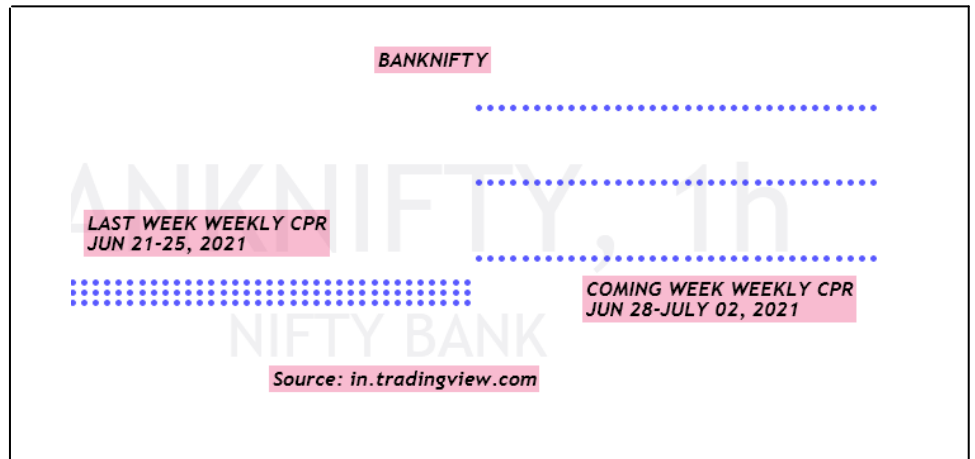 BANKNIFTY
ANKNIFTY, 1h
LAST WEEK WEEKLY CPR
JUN 21-25, 2021
COMING WEEK WEEKLY CPR
JUN 28-JULY 02, 2021
NIFTY BANK
Source: in.tradingview.com